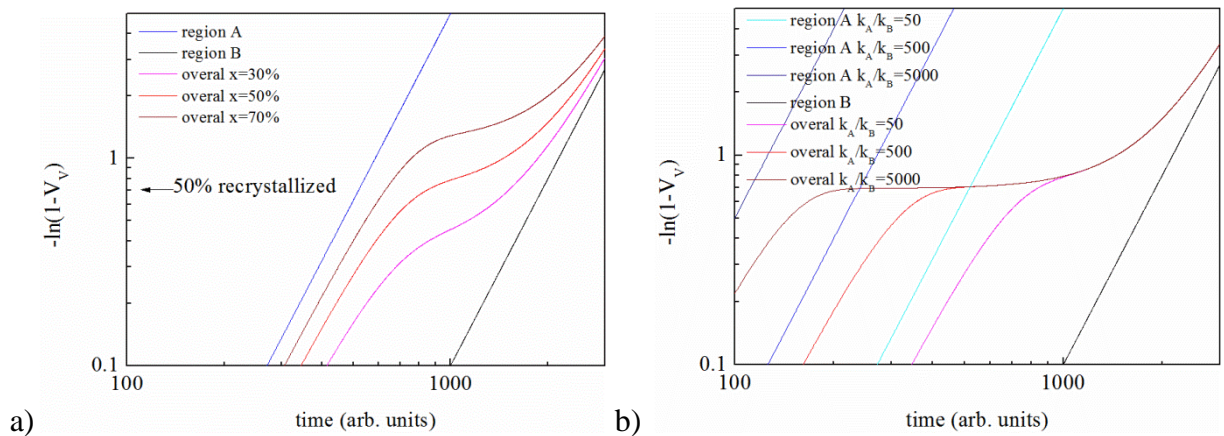 region A
region B
overal x=30%
overal x=50%
overal x=70%
50% recrystallized
-ln(1-V_V)
1
0.1
100
1000
time (arb. units)
a)
region A k_A/k_B=50
region A k_A/k_B=500
region A k_A/k_B=5000
region B
overal k_A/k_B=50
overal k_A/k_B=500
overal k_A/k_B=5000
-ln(1-V_V)
1
0.1
100
1000
time (arb. units)
b)